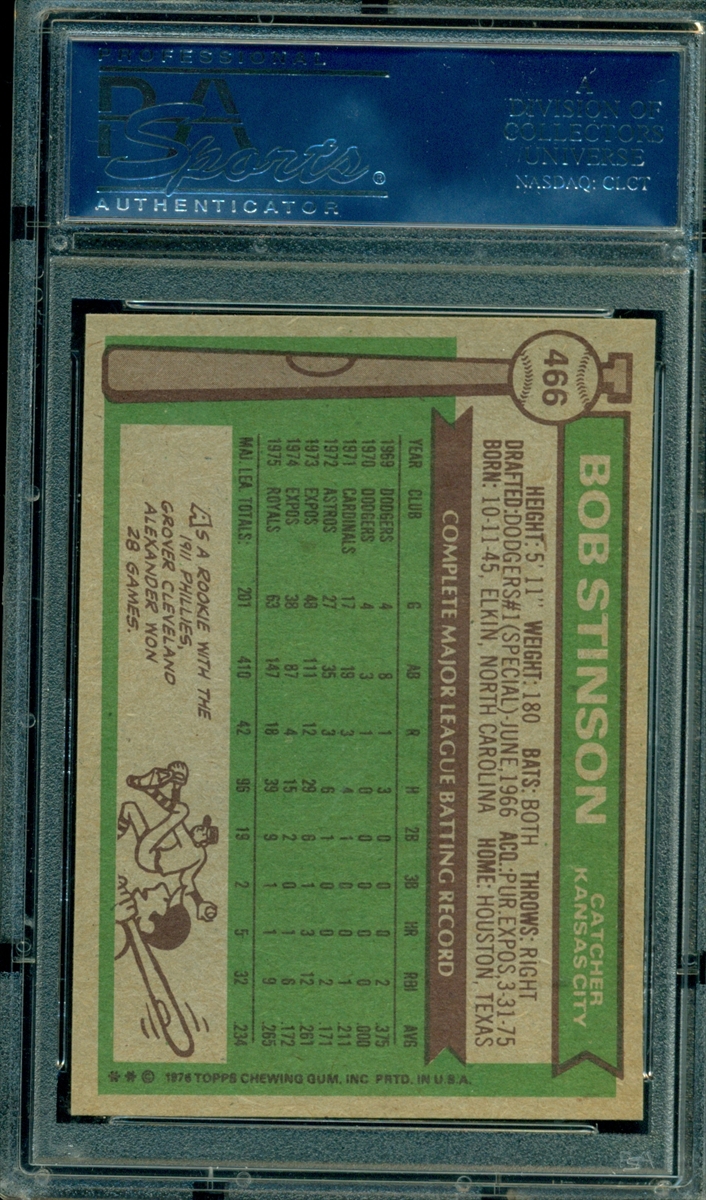 PROFESSIONAL
PSA
Sports®
AUTHENTICATOR
A
DIVISION OF
COLLECTORS
UNIVERSE
NASDAQ: CLCT
466
BOB STINSON
CATCHER
KANSAS CITY
HEIGHT: 5' 11" WEIGHT: 180 BATS: BOTH THROWS: RIGHT
DRAFTED: DODGERS #1 (SPECIAL)-JUNE, 1966 ACQ.: PUR. EXPOS, 3-31-75
BORN: 10-11-45, ELKIN, NORTH CAROLINA HOME: HOUSTON, TEXAS
COMPLETE MAJOR LEAGUE BATTING RECORD
YEAR CLUB G AB R H 2B 3B HR RBI AVG
1969 DODGERS 4 8 1 3 0 0 0 2 .375
1970 DODGERS 4 3 1 0 0 0 0 0 .000
1971 CARDINALS 17 19 3 4 1 0 0 1 .211
1972 ASTROS 27 35 3 6 1 0 0 2 .171
1973 EXPOS 48 111 12 29 6 1 3 12 .261
1974 EXPOS 38 87 4 15 2 0 1 6 .172
1975 ROYALS 63 147 18 39 9 1 1 9 .265
MAJ. LEA. TOTALS: 201 410 42 96 19 2 5 32 .234
AS A ROOKIE WITH THE
1911 PHILLIES,
GROVER CLEVELAND
ALEXANDER WON
28 GAMES.
** © 1976 TOPPS CHEWING GUM, INC. PRTD. IN U.S.A.
PSA